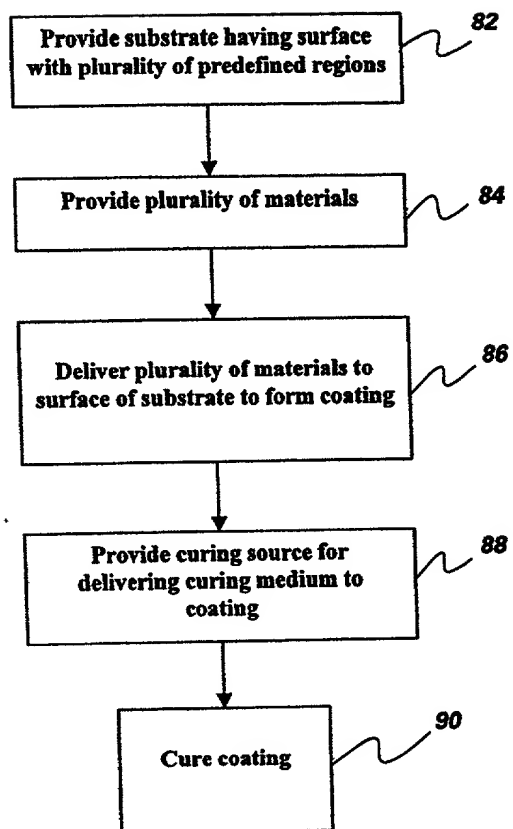 Provide substrate having surface
with plurality of predefined regions
82
Provide plurality of materials
84
Deliver plurality of materials to
surface of substrate to form coating
86
Provide curing source for
delivering curing medium to
coating
88
Cure coating
90